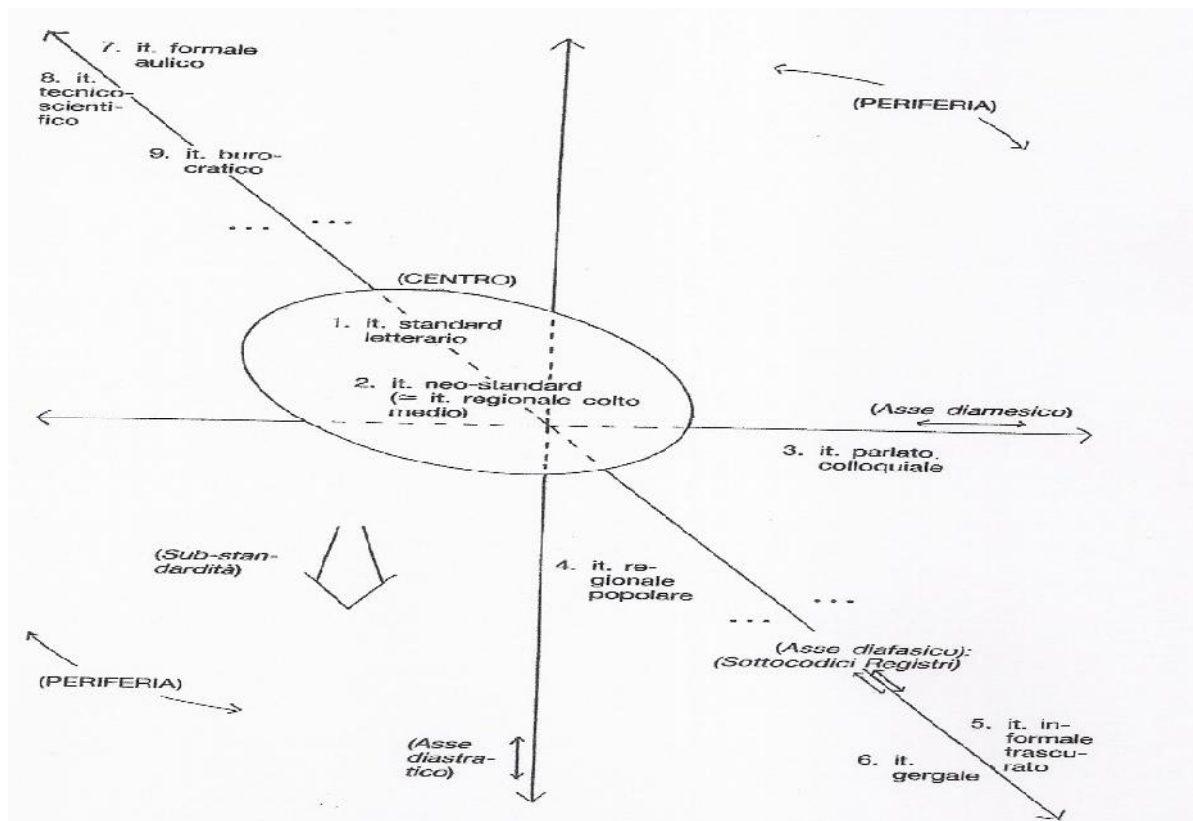 7. it. formale
aulico
8. it.
tecnico-
scienti-
fico
(PERIFERIA)
9. it. buro-
cratico
...
...
(CENTRO)
1. it. standard
letterario
2. it. neo-standard
(≃ it. regionale colto
medio)
(Asse diamesico)
3. it. parlato
colloquiale
(Sub-stan-
dardità)
4. it. re-
gionale
popolare
...
...
(Asse diafasico):
(Sottocodici Registri)
(PERIFERIA)
5. it. in-
formale
trascu-
rato
6. it.
gergale
(Asse
diastra-
tico)